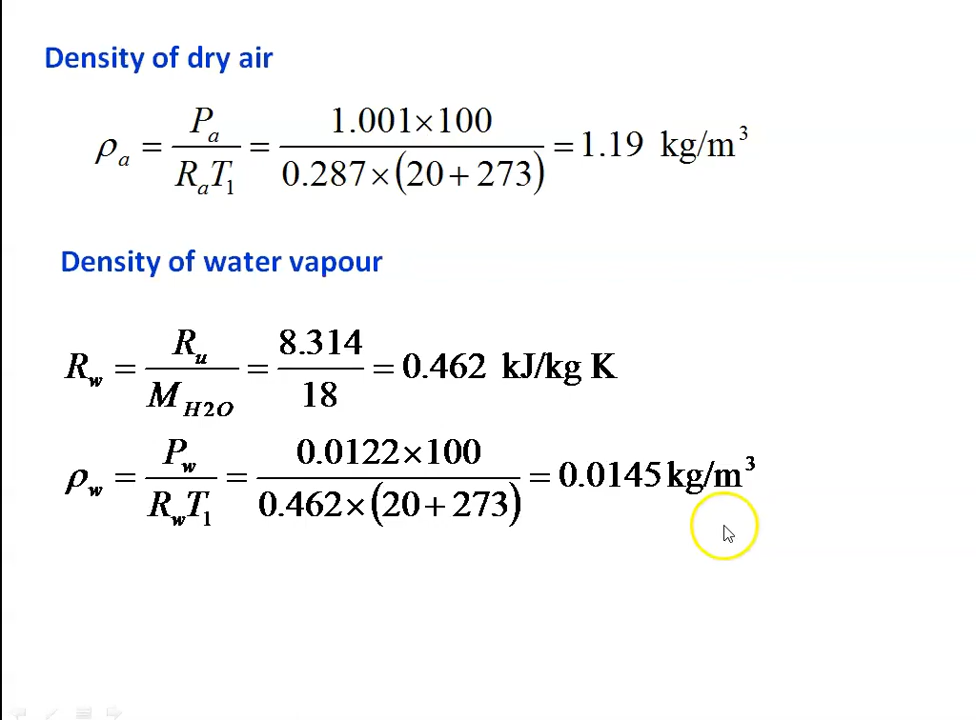 Density of dry air
ρa = Pa / RaT1 = 1.001×100 / 0.287×(20+273) = 1.19 kg/m³
Density of water vapour
Rw = Ru / MH2O = 8.314 / 18 = 0.462 kJ/kg K
ρw = Pw / RwT1 = 0.0122×100 / 0.462×(20+273) = 0.0145 kg/m³